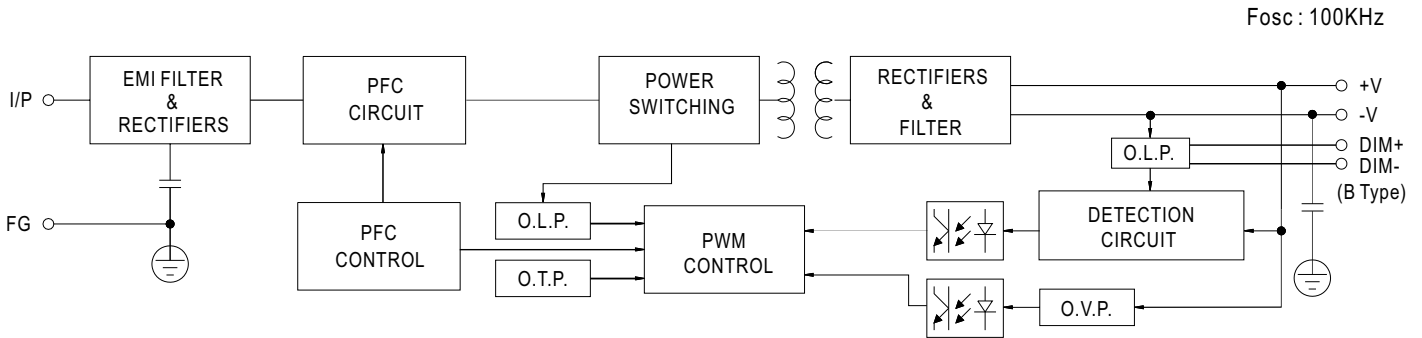 Fosc : 100KHz
I/P
EMI FILTER
&
RECTIFIERS
PFC
CIRCUIT
POWER
SWITCHING
RECTIFIERS
&
FILTER
+V
-V
DIM+
DIM-
(B Type)
O.L.P.
FG
PFC
CONTROL
O.L.P.
O.T.P.
PWM
CONTROL
DETECTION
CIRCUIT
O.V.P.